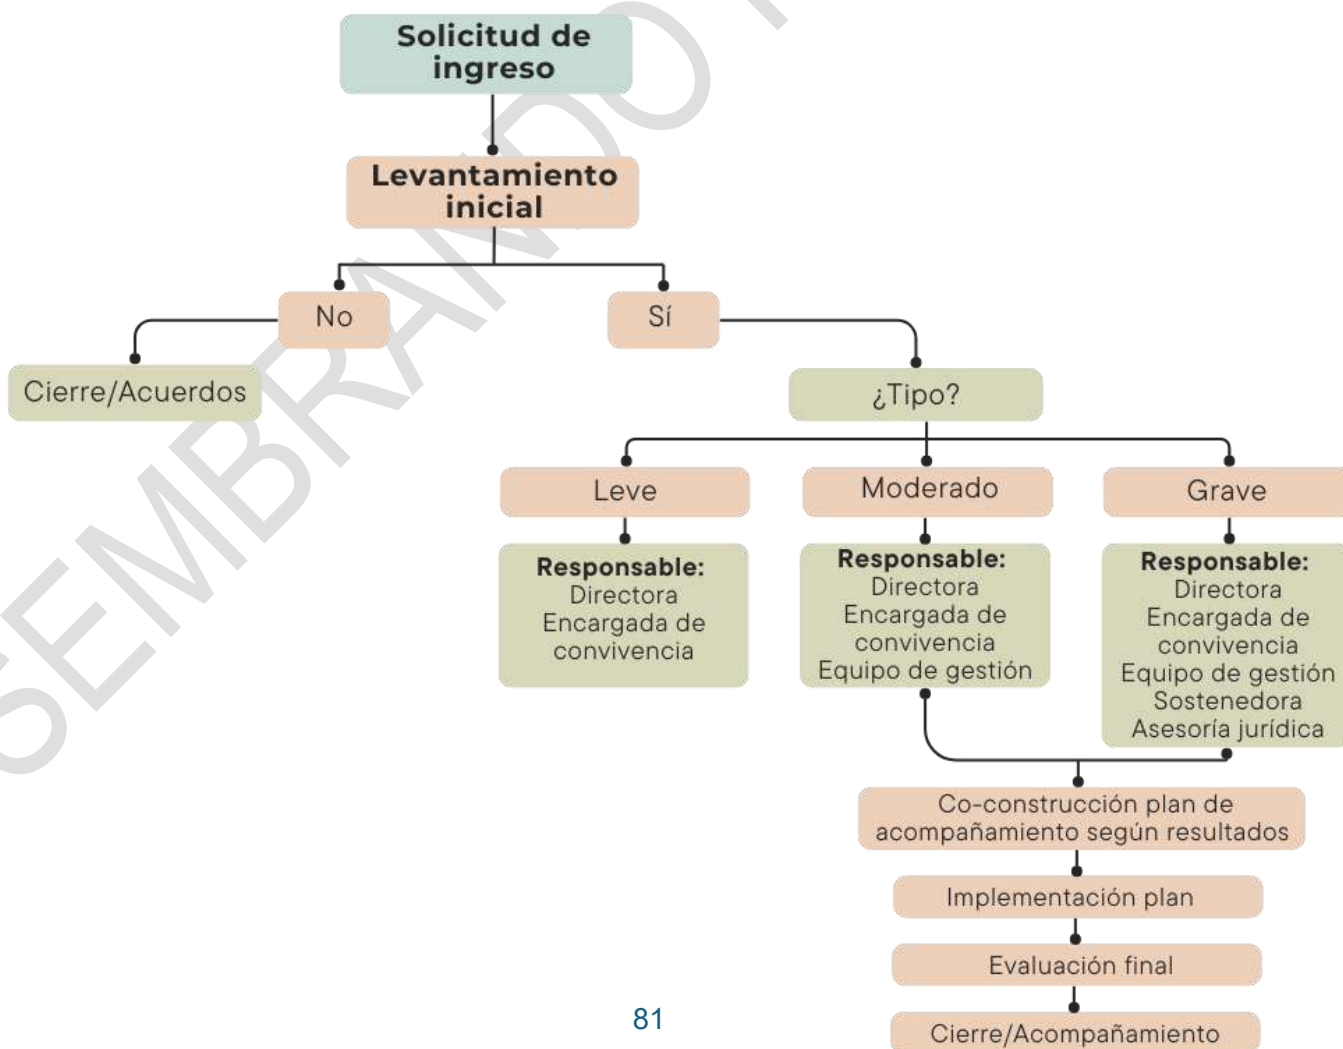 Solicitud de
ingreso
Levantamiento
inicial
No
Sí
Cierre/Acuerdos
¿Tipo?
Leve
Moderado
Grave
Responsable:
Directora
Encargada de
convivencia
Responsable:
Directora
Encargada de
convivencia
Equipo de gestión
Responsable:
Directora
Encargada de
convivencia
Equipo de gestión
Sostenedora
Asesoría jurídica
Co-construcción plan de
acompañamiento según resultados
Implementación plan
Evaluación final
Cierre/Acompañamiento
81
SEMBRANDO